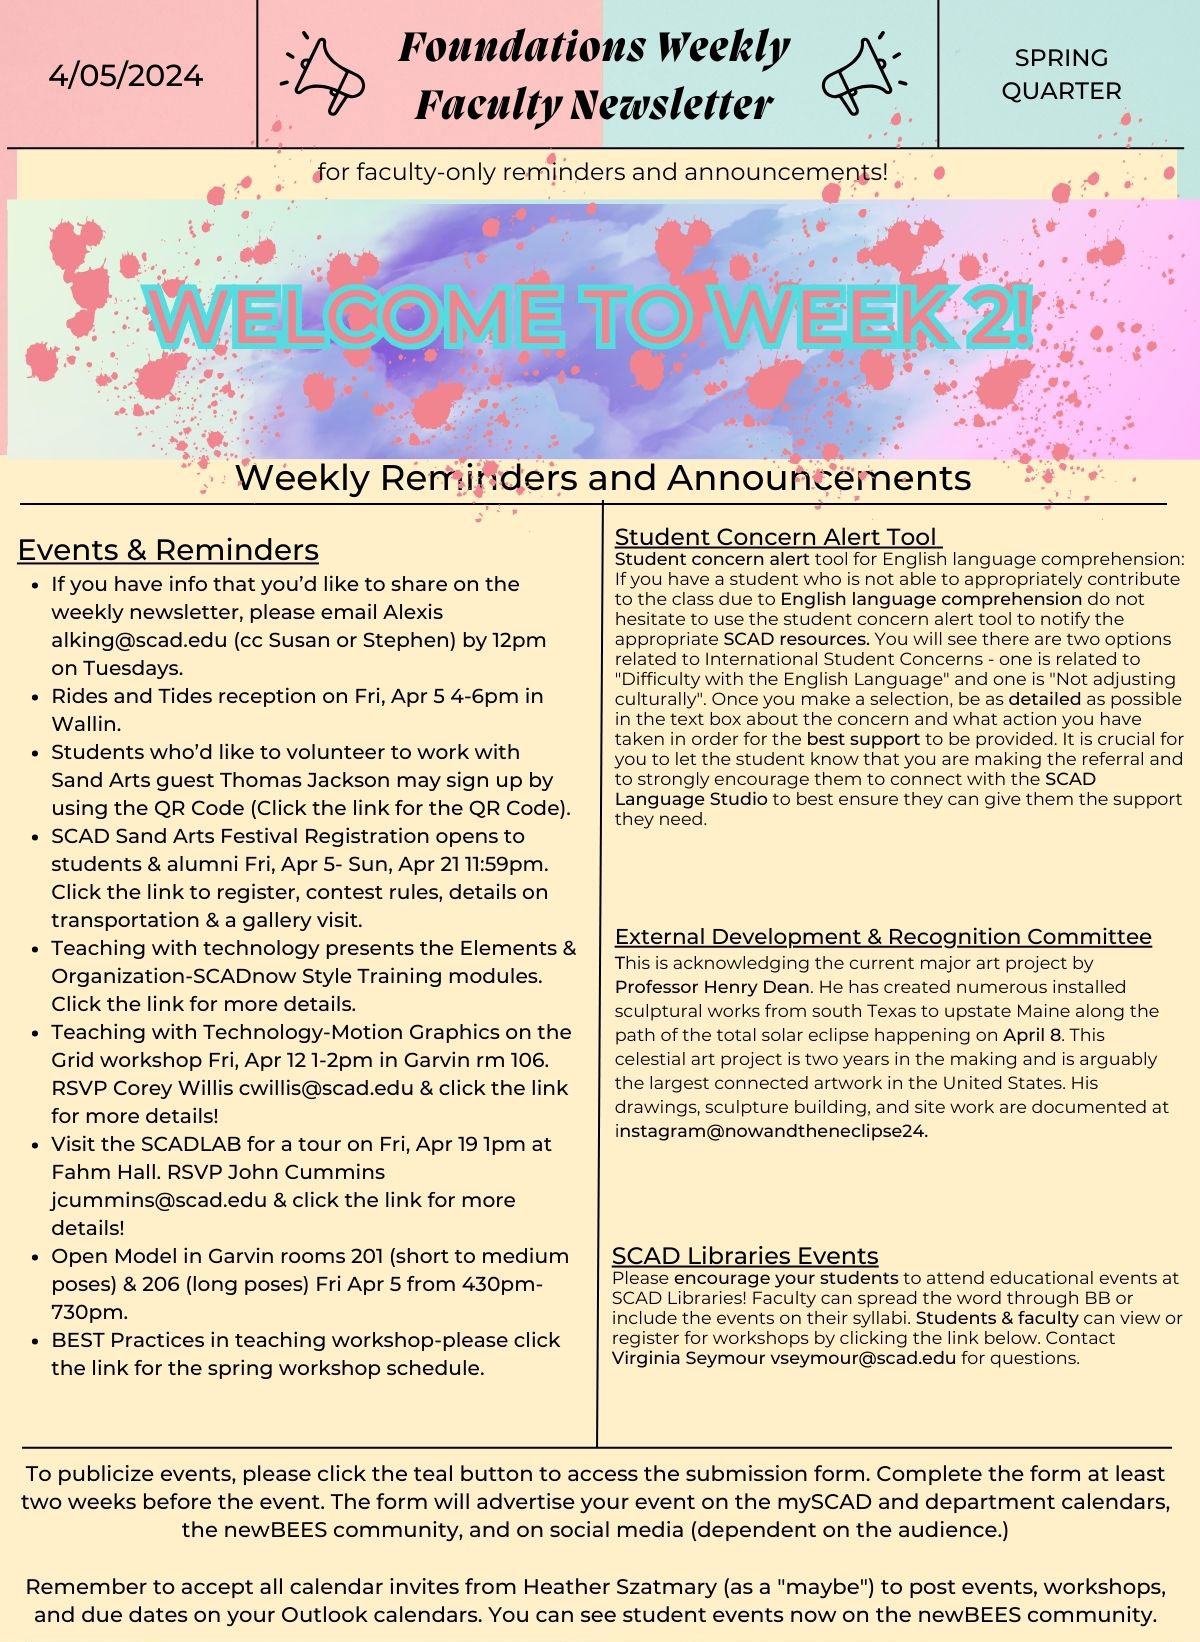 4/05/2024
Foundations Weekly
Faculty Newsletter
SPRING
QUARTER
for faculty-only reminders and announcements!
WELCOME TO WEEK 2!
Weekly Reminders and Announcements
Events & Reminders
• If you have info that you’d like to share on the
weekly newsletter, please email Alexis
alking@scad.edu (cc Susan or Stephen) by 12pm
on Tuesdays.
• Rides and Tides reception on Fri, Apr 5 4-6pm in
Wallin.
• Students who’d like to volunteer to work with
Sand Arts guest Thomas Jackson may sign up by
using the QR Code (Click the link for the QR Code).
• SCAD Sand Arts Festival Registration opens to
students & alumni Fri, Apr 5- Sun, Apr 21 11:59pm.
Click the link to register, contest rules, details on
transportation & a gallery visit.
• Teaching with technology presents the Elements &
Organization-SCADnow Style Training modules.
Click the link for more details.
• Teaching with Technology-Motion Graphics on the
Grid workshop Fri, Apr 12 1-2pm in Garvin rm 106.
RSVP Corey Willis cwillis@scad.edu & click the link
for more details!
• Visit the SCADLAB for a tour on Fri, Apr 19 1pm at
Fahm Hall. RSVP John Cummins
jcummins@scad.edu & click the link for more
details!
• Open Model in Garvin rooms 201 (short to medium
poses) & 206 (long poses) Fri Apr 5 from 430pm-
730pm.
• BEST Practices in teaching workshop-please click
the link for the spring workshop schedule.
Student Concern Alert Tool
Student concern alert tool for English language comprehension:
If you have a student who is not able to appropriately contribute
to the class due to English language comprehension do not
hesitate to use the student concern alert tool to notify the
appropriate SCAD resources. You will see there are two options
related to International Student Concerns - one is related to
"Difficulty with the English Language" and one is "Not adjusting
culturally". Once you make a selection, be as detailed as possible
in the text box about the concern and what action you have
taken in order for the best support to be provided. It is crucial for
you to let the student know that you are making the referral and
to strongly encourage them to connect with the SCAD
Language Studio to best ensure they can give them the support
they need.
External Development & Recognition Committee
This is acknowledging the current major art project by
Professor Henry Dean. He has created numerous installed
sculptural works from south Texas to upstate Maine along the
path of the total solar eclipse happening on April 8. This
celestial art project is two years in the making and is arguably
the largest connected artwork in the United States. His
drawings, sculpture building, and site work are documented at
instagram@nowandtheneclipse24.
SCAD Libraries Events
Please encourage your students to attend educational events at
SCAD Libraries! Faculty can spread the word through BB or
include the events on their syllabi. Students & faculty can view or
register for workshops by clicking the link below. Contact
Virginia Seymour vseymour@scad.edu for questions.
To publicize events, please click the teal button to access the submission form. Complete the form at least
two weeks before the event. The form will advertise your event on the mySCAD and department calendars,
the newBEES community, and on social media (dependent on the audience.)
Remember to accept all calendar invites from Heather Szatmary (as a "maybe") to post events, workshops,
and due dates on your Outlook calendars. You can see student events now on the newBEES community.